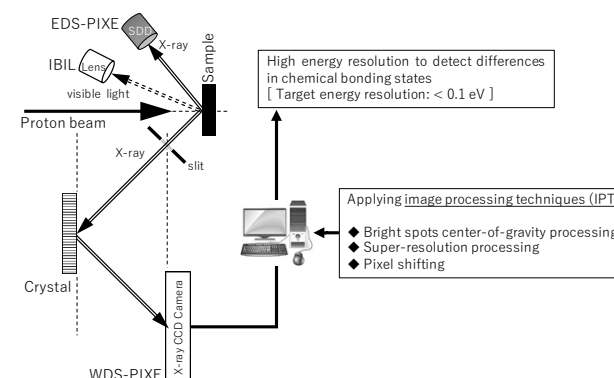 EDS-PIXE
SDD
X-ray
IBIL
Lens
visible light
Sample
Proton beam
X-ray
slit
Crystal
X-ray CCD Camera
WDS-PIXE
High energy resolution to detect differences
in chemical bonding states
[ Target energy resolution: < 0.1 eV ]
Applying image processing techniques (IPT
◆ Bright spots center-of-gravity processing
◆ Super-resolution processing
◆ Pixel shifting